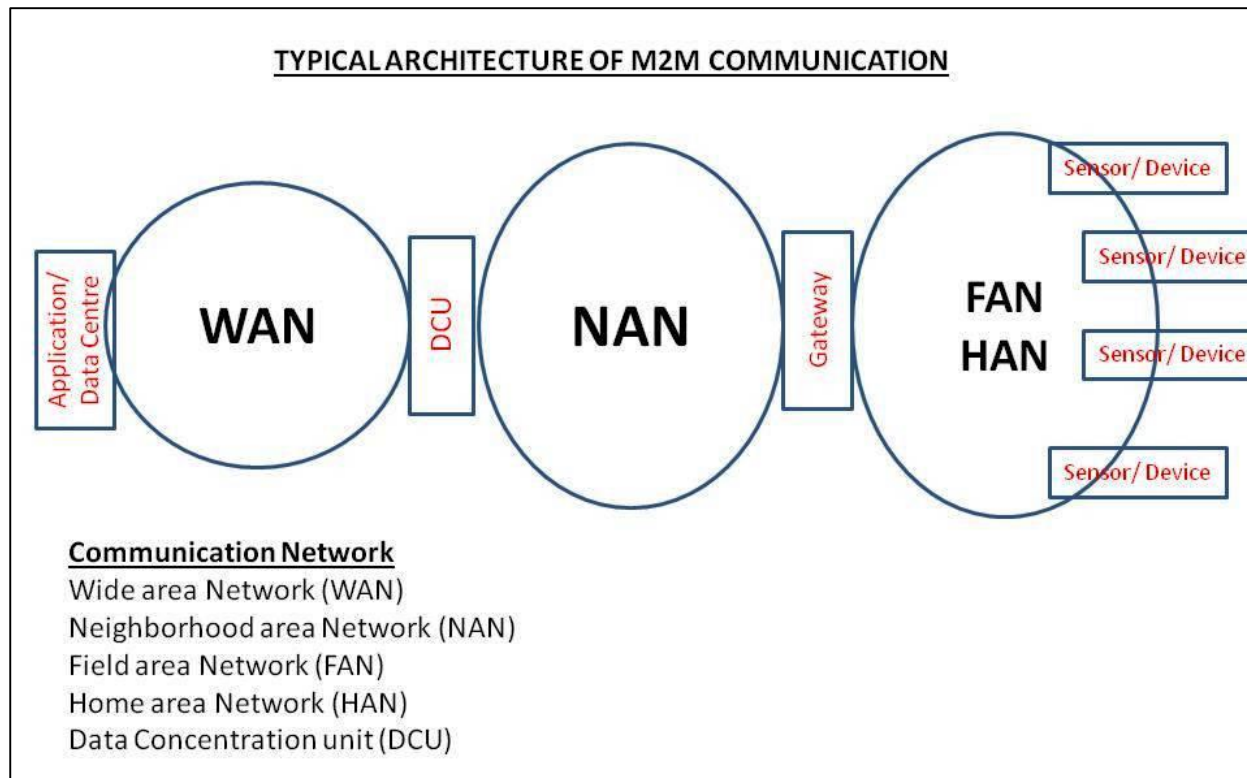 TYPICAL ARCHITECTURE OF M2M COMMUNICATION
Application/
Data Centre
WAN
DCU
NAN
Gateway
FAN
HAN
Sensor/ Device
Sensor/ Device
Sensor/ Device
Sensor/ Device
Communication Network
Wide area Network (WAN)
Neighborhood area Network (NAN)
Field area Network (FAN)
Home area Network (HAN)
Data Concentration unit (DCU)